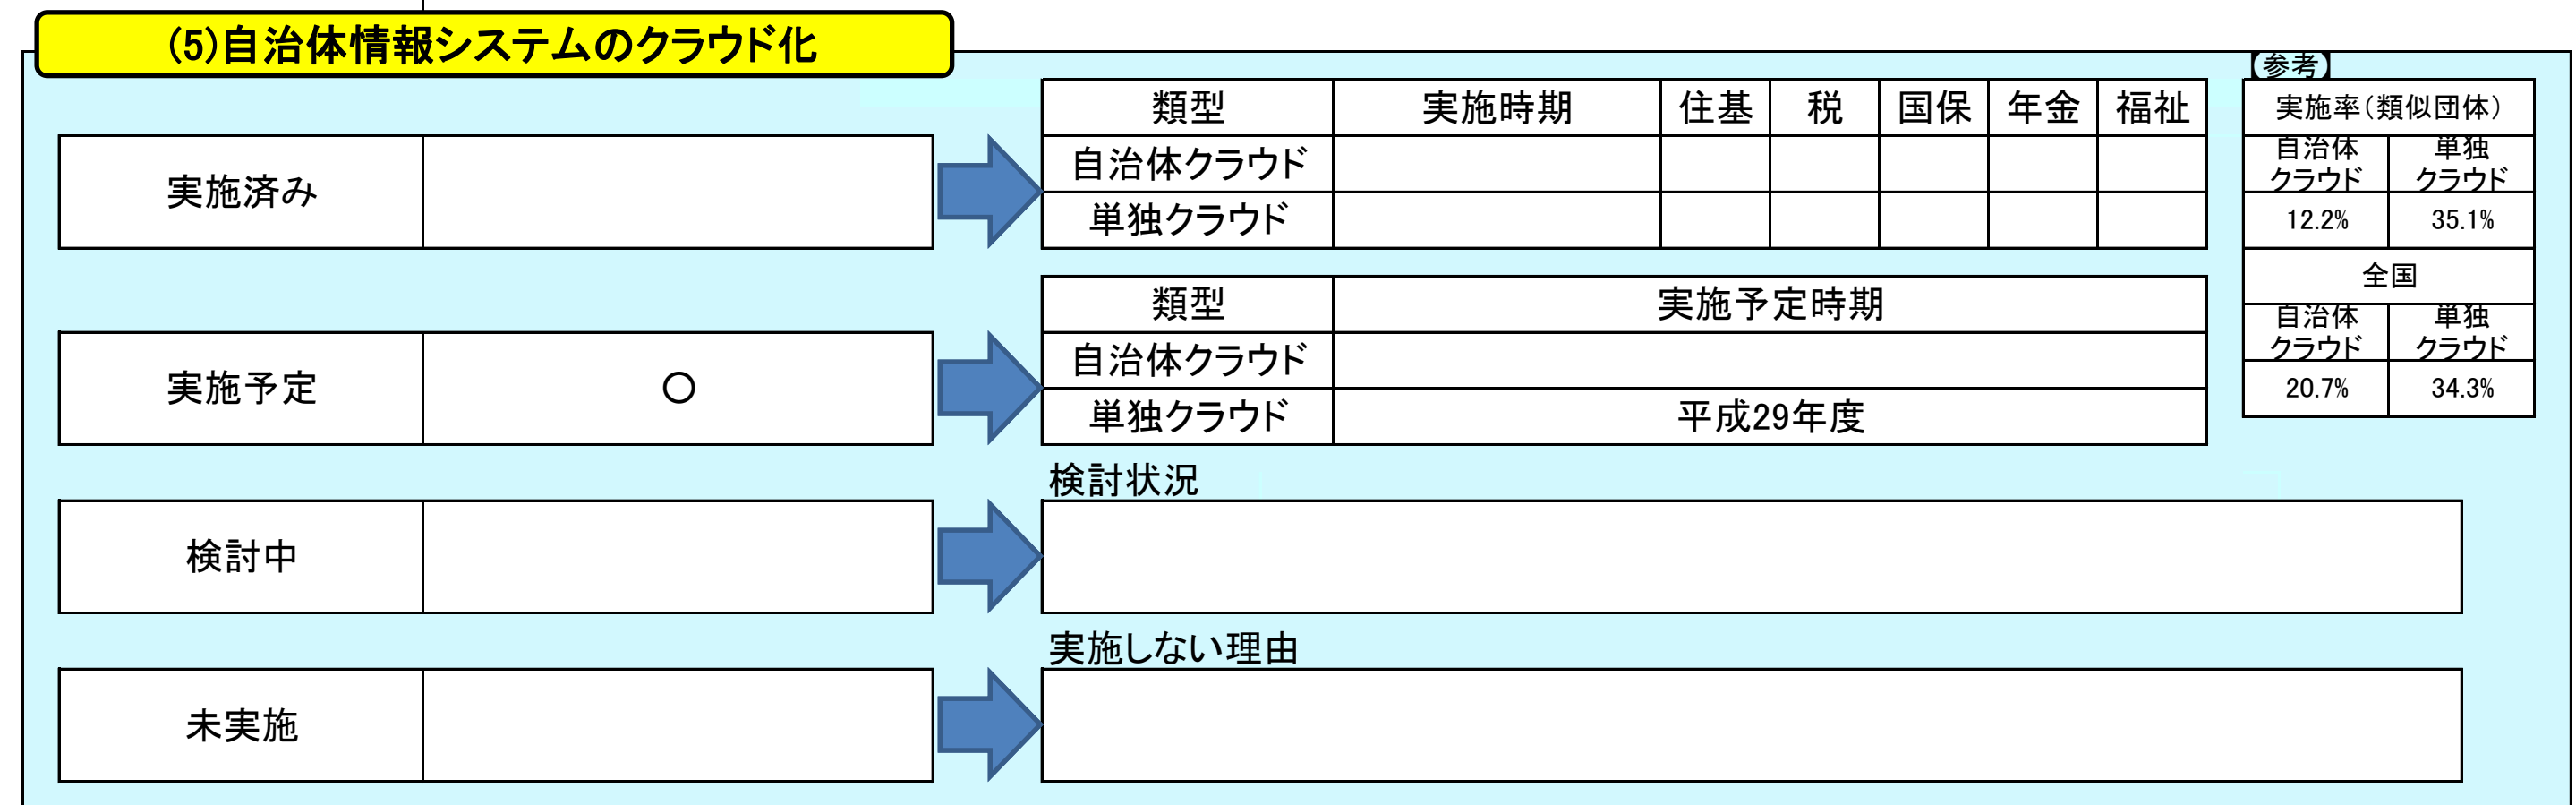 (5)自治体情報システムのクラウド化
【参考】
類型 実施時期 住基 税 国保 年金 福祉
実施済み
自治体クラウド
単独クラウド
実施率(類似団体)
自治体
クラウド
単独
クラウド
12.2% 35.1%
全国
自治体
クラウド
単独
クラウド
20.7% 34.3%
類型 実施予定時期
実施予定 〇
自治体クラウド
単独クラウド 平成29年度
検討状況
検討中
実施しない理由
未実施